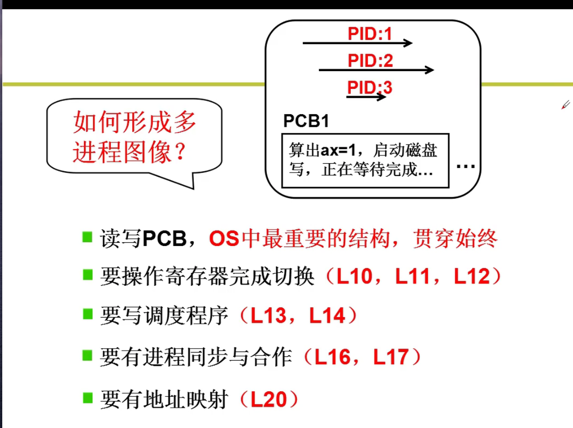 PID:1
PID:2
PID:3
如何形成多
进程图像？
PCB1
算出ax=1，启动磁盘
写，正在等待完成…
…
读写PCB，OS中最重要的结构，贯穿始终
要操作寄存器完成切换（L10，L11，L12）
要写调度程序（L13，L14）
要有进程同步与合作（L16，L17）
要有地址映射（L20）